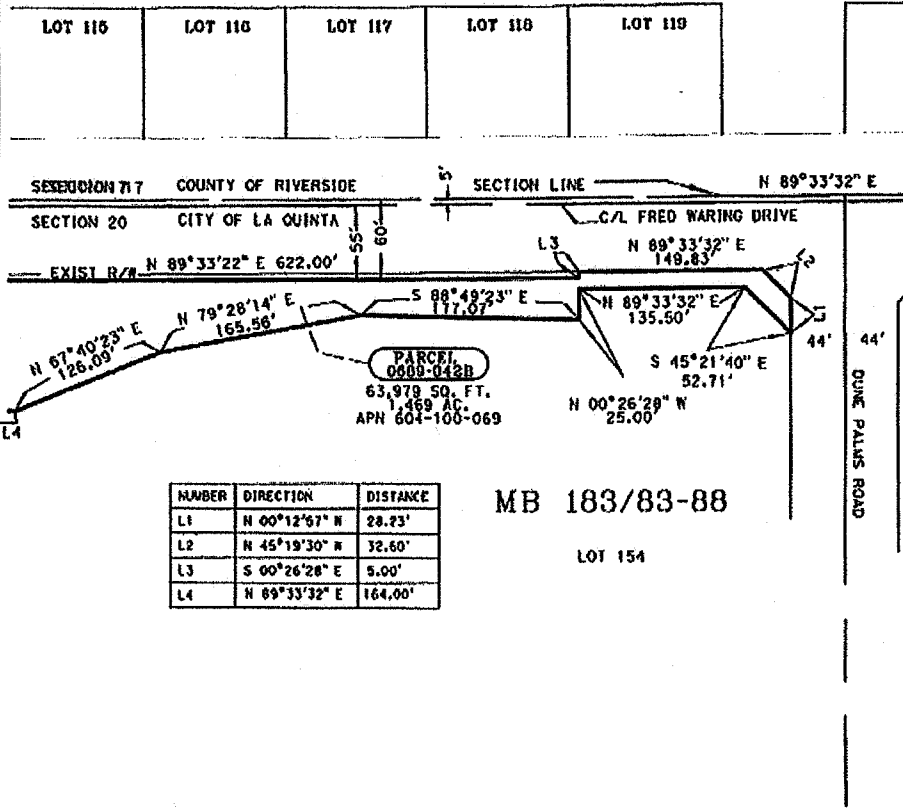 LOT 115 LOT 116 LOT 117 LOT 118 LOT 119
COUNTY OF RIVERSIDE
5'
SECTION LINE
N 89°33'32" E
SECTION 20 CITY OF LA QUINTA
C/L FRED WARING DRIVE
55'
60'
L3
N 89°33'32" E
149.83'
L2
EXIST R/W N 89°33'22" E 622.00'
S 88°49'23" E
177.07'
N 89°33'32" E
135.50'
L1
N 79°28'14" E
165.56'
N 67°40'23" E
126.09'
S 45°21'40" E
52.71'
44' 44'
PARCEL
0689-042B
63,979 SQ. FT.
1.469 AC.
APN 604-100-069
N 00°26'28" W
25.00'
DUNE PALMS ROAD
L4
NUMBER DIRECTION DISTANCE
L1 N 00°12'57" W 28.23'
L2 N 45°19'30" W 32.60'
L3 S 00°26'28" E 5.00'
L4 N 89°33'32" E 164.00'
MB 183/83-88
LOT 154